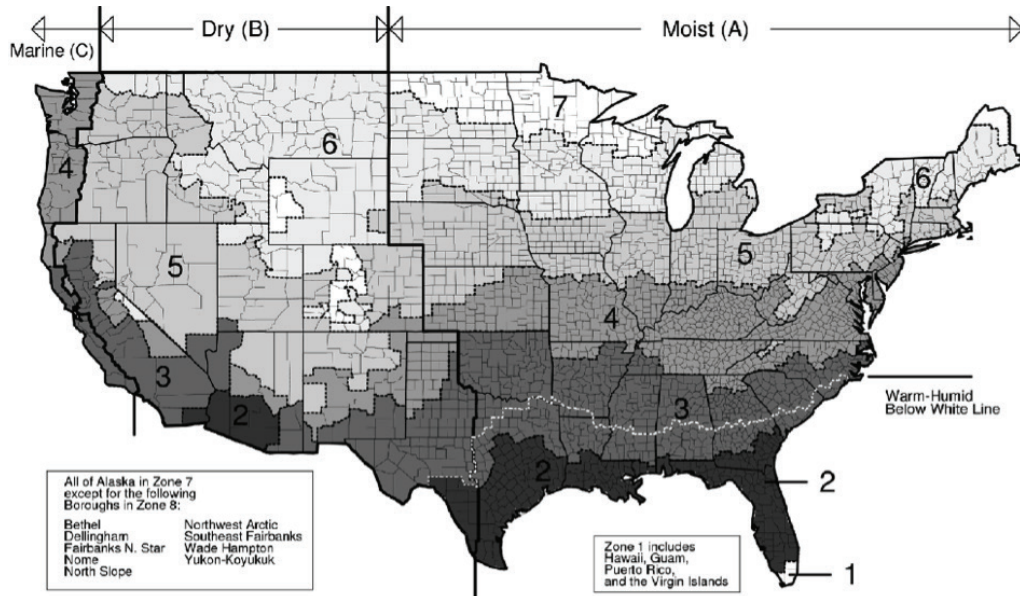 Marine (C)
Dry (B)
Moist (A)
7
6
4
6
5
5
4
3
2
3
2
Warm-Humid
Below White Line
2
1
All of Alaska in Zone 7
except for the following
Boroughs in Zone 8:
Bethel
Dellingham
Fairbanks N. Star
Nome
North Slope
Northwest Arctic
Southeast Fairbanks
Wade Hampton
Yukon-Koyukuk
Zone 1 includes
Hawaii, Guam,
Puerto Rico,
and the Virgin Islands